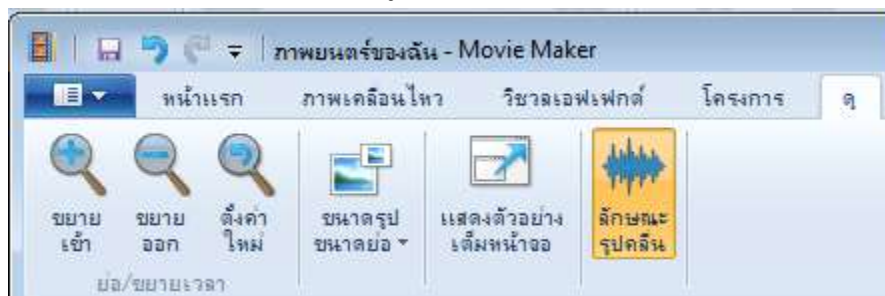 ภาพยนตร์ของฉัน - Movie Maker
หน้าแรก ภาพเคลื่อนไหว วิชวลเอฟเฟกต์ โครงการ ดู
ขยาย ขยาย ตั้งค่า ขนาดรูป แสดงตัวอย่าง ลักษณะ
เข้า ออก ใหม่ ขนาดย่อ เต็มหน้าจอ รูปคลื่น
ย่อ/ขยายเวลา